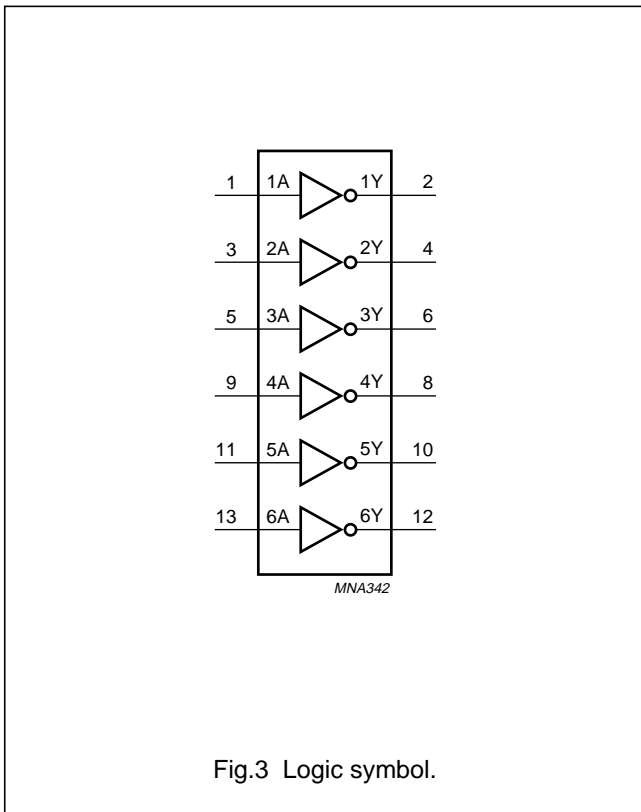 1 1A 1Y 2
3 2A 2Y 4
5 3A 3Y 6
9 4A 4Y 8
11 5A 5Y 10
13 6A 6Y 12
MNA342
Fig.3 Logic symbol.